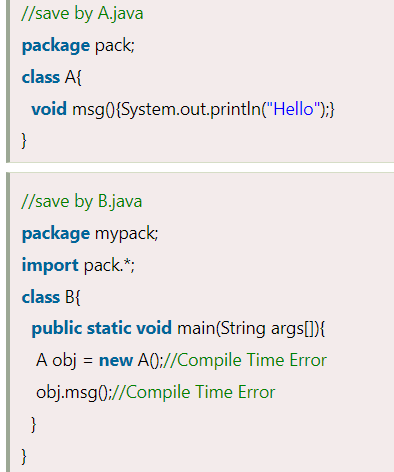 //save by A.java
package pack;
class A{
void msg(){System.out.println("Hello");}
}
//save by B.java
package mypack;
import pack.*;
class B{
public static void main(String args[]){
A obj = new A();//Compile Time Error
obj.msg();//Compile Time Error
}
}